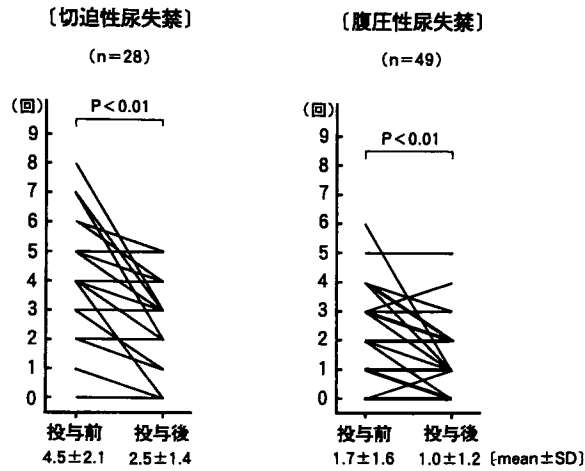 〔切迫性尿失禁〕
(n=28)
(回)
P<0.01
9
8
7
6
5
4
3
2
1
0
投与前
投与後
4.5±2.1
2.5±1.4
〔腹圧性尿失禁〕
(n=49)
(回)
P<0.01
9
8
7
6
5
4
3
2
1
0
投与前
投与後
1.7±1.6
1.0±1.2
〔mean±SD〕